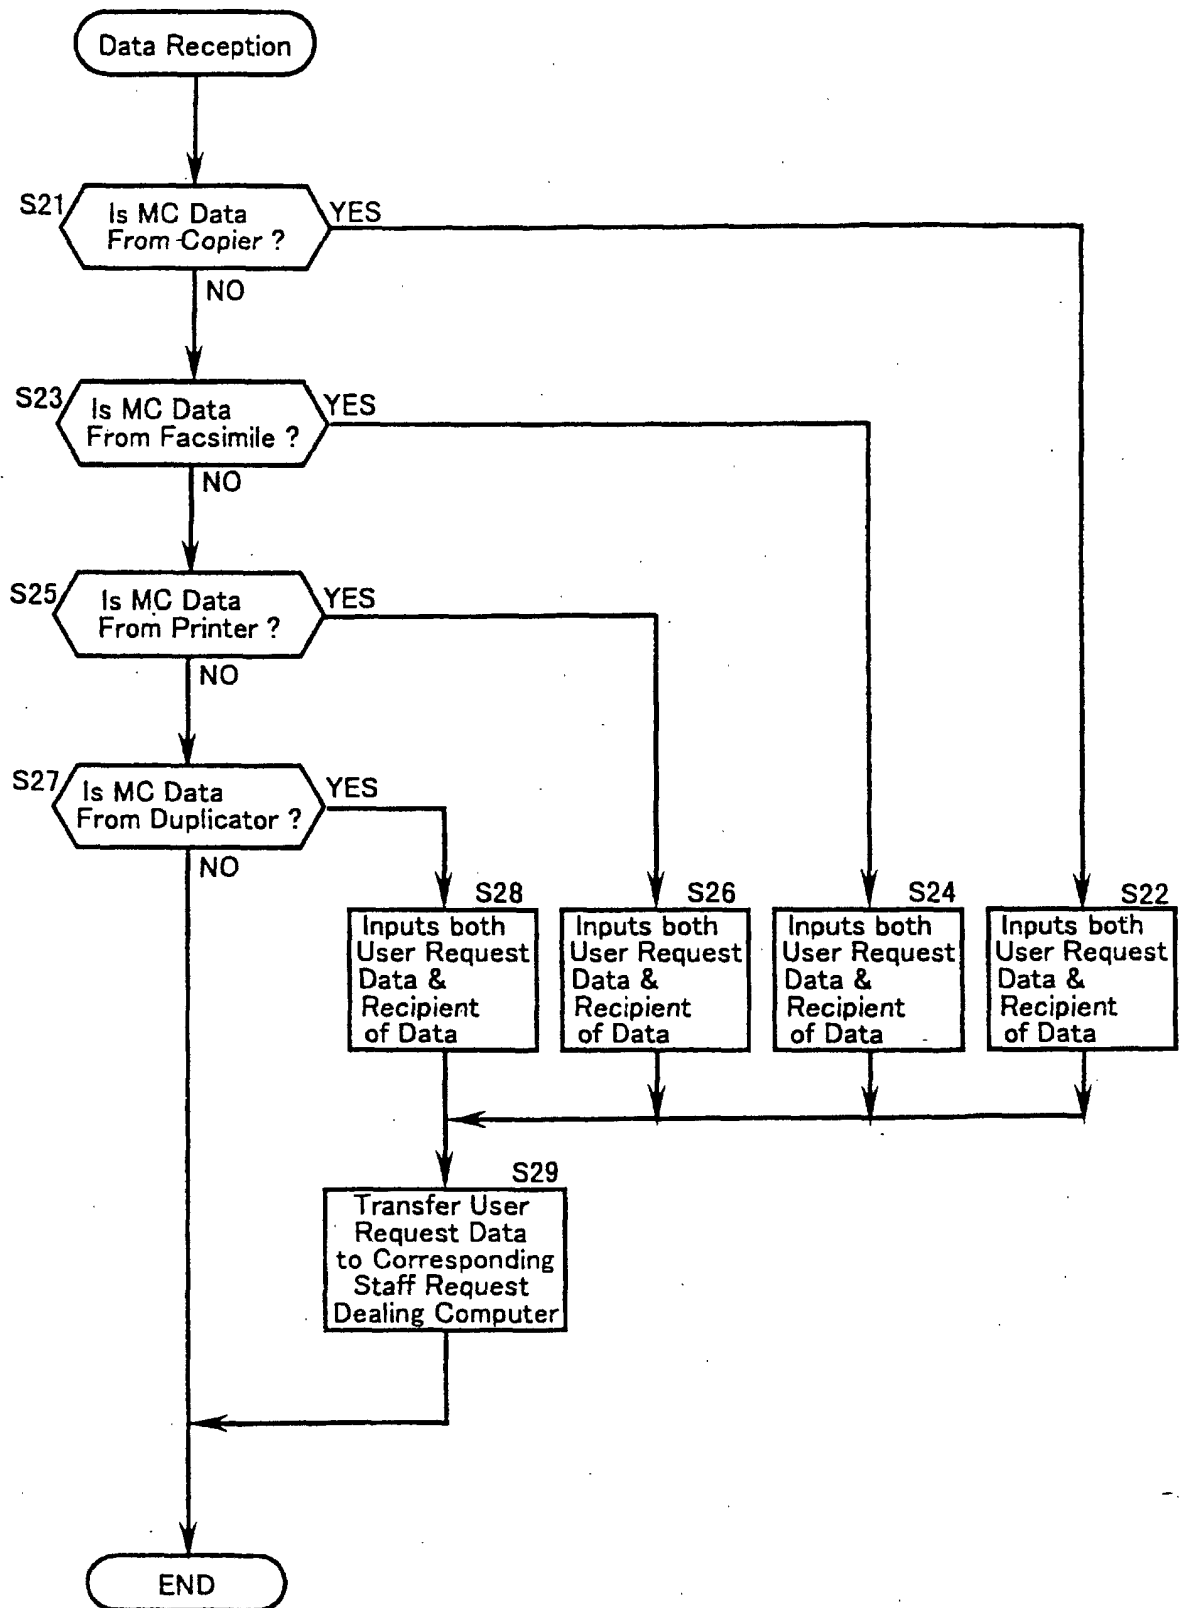 Data Reception
S21
Is MC Data
From Copier ?
YES
NO
S23
Is MC Data
From Facsimile ?
YES
NO
S25
Is MC Data
From Printer ?
YES
NO
S27
Is MC Data
From Duplicator ?
YES
NO
S28
Inputs both
User Request
Data &
Recipient
of Data
S26
Inputs both
User Request
Data &
Recipient
of Data
S24
Inputs both
User Request
Data &
Recipient
of Data
S22
Inputs both
User Request
Data &
Recipient
of Data
S29
Transfer User
Request Data
to Corresponding
Staff Request
Dealing Computer
END